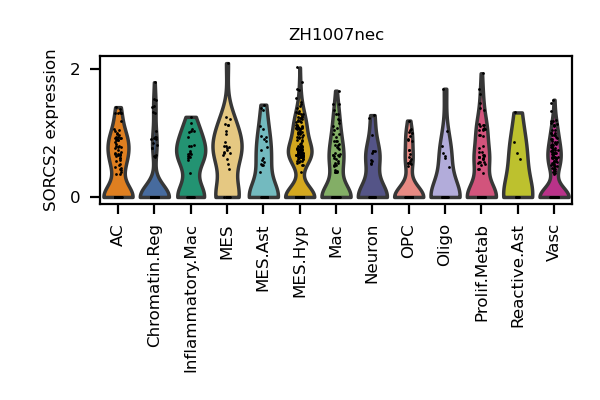 ZH1007nec
SORCS2 expression
2
0
AC
Chromatin.Reg
Inflammatory.Mac
MES
MES.Ast
MES.Hyp
Mac
Neuron
OPC
Oligo
Prolif.Metab
Reactive.Ast
Vasc